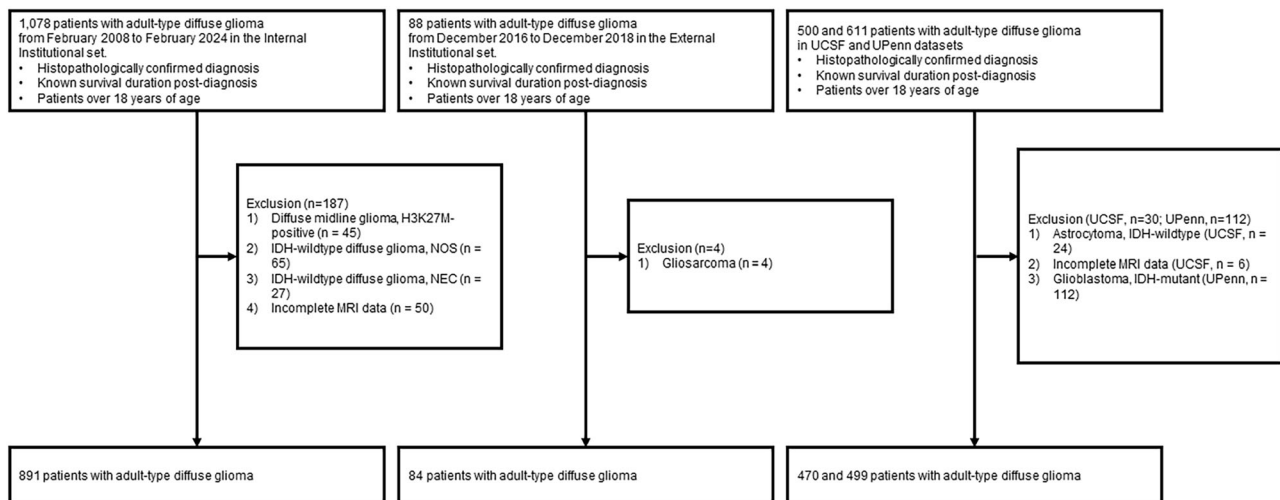 1,078 patients with adult-type diffuse glioma
from February 2008 to February 2024 in the Internal
Institutional set.
• Histopathologically confirmed diagnosis
• Known survival duration post-diagnosis
• Patients over 18 years of age
88 patients with adult-type diffuse glioma
from December 2016 to December 2018 in the External
Institutional set.
• Histopathologically confirmed diagnosis
• Known survival duration post-diagnosis
• Patients over 18 years of age
500 and 611 patients with adult-type diffuse glioma
in UCSF and UPenn datasets
• Histopathologically confirmed diagnosis
• Known survival duration post-diagnosis
• Patients over 18 years of age
Exclusion (n=187)
1) Diffuse midline glioma, H3K27M-
positive (n = 45)
2) IDH-wildtype diffuse glioma, NOS (n =
65)
3) IDH-wildtype diffuse glioma, NEC (n =
27)
4) Incomplete MRI data (n = 50)
Exclusion (n=4)
1) Gliosarcoma (n = 4)
Exclusion (UCSF, n=30; UPenn, n=112)
1) Astrocytoma, IDH-wildtype (UCSF, n =
24)
2) Incomplete MRI data (UCSF, n = 6)
3) Glioblastoma, IDH-mutant (UPenn, n =
112)
891 patients with adult-type diffuse glioma
84 patients with adult-type diffuse glioma
470 and 499 patients with adult-type diffuse glioma